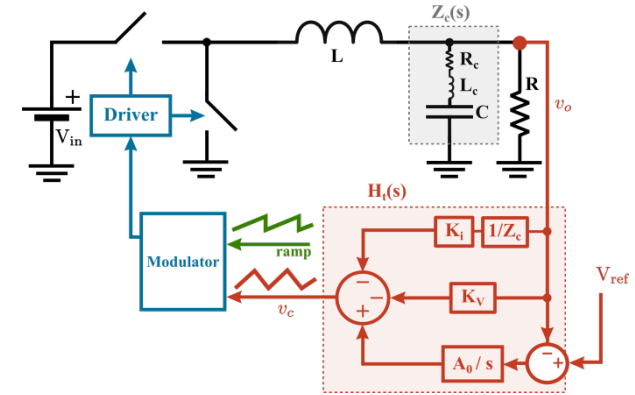 Z_c(s)
L
R_c
L_c
C
R
v_o
+
V_in
Driver
H_t(s)
K_i
1/Z_c
Modulator
ramp
v_c
−
−
+
K_V
V_ref
A_0 / s
−
+